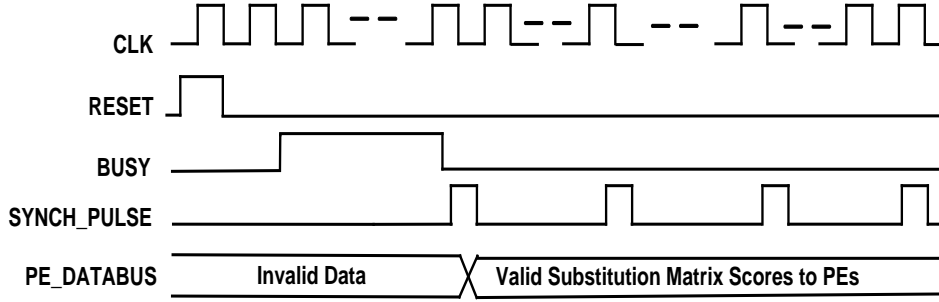 CLK
RESET
BUSY
SYNCH_PULSE
PE_DATABUS Invalid Data Valid Substitution Matrix Scores to PEs